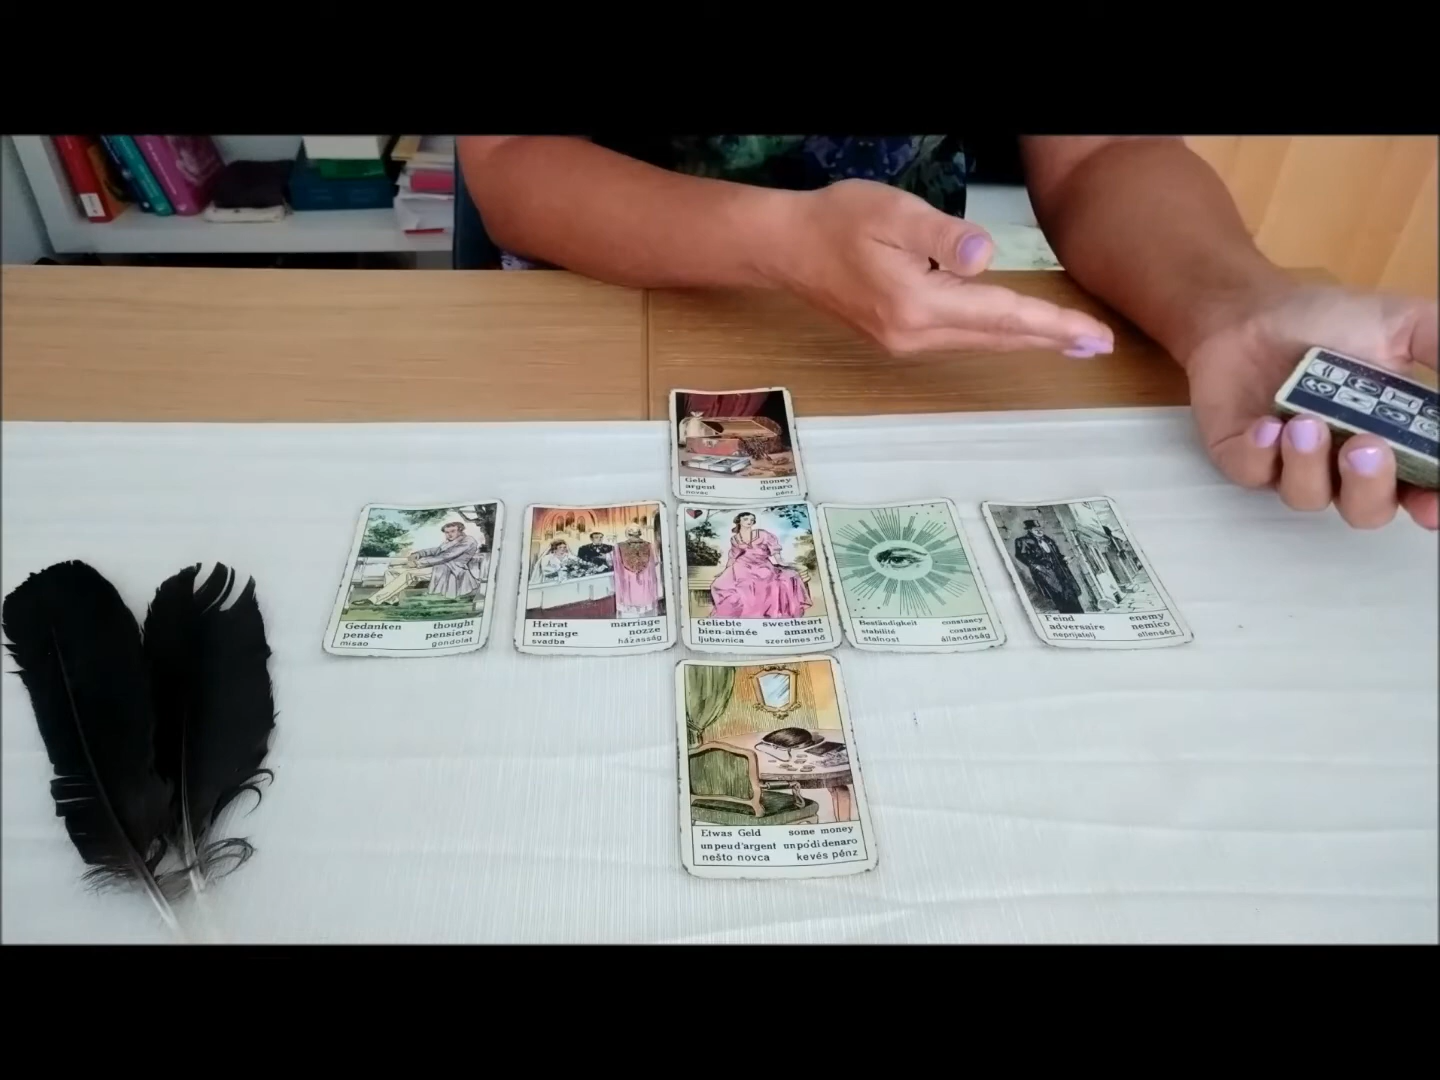 Geld money
argent denaro
novac pénz
Gedanken thought
pensée pensiero
misao gondolat
Heirat marriage
mariage nozze
svadba házasság
Geliebte sweetheart
bien-aimée amante
ljubavnica szerelmes nő
Beständigkeit constancy
stabilité costanza
stalnost állandóság
Feind enemy
adversaire nemico
neprijatelj ellenség
Etwas Geld some money
un peu d'argent un pó di denaro
nešto novca kevés pénz